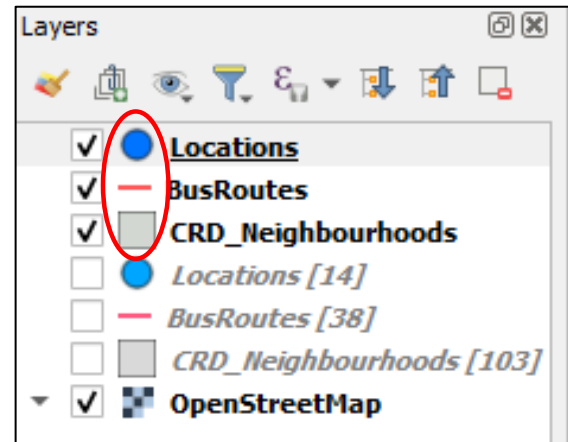 Layers
Locations
BusRoutes
CRD_Neighbourhoods
Locations [14]
BusRoutes [38]
CRD_Neighbourhoods [103]
OpenStreetMap